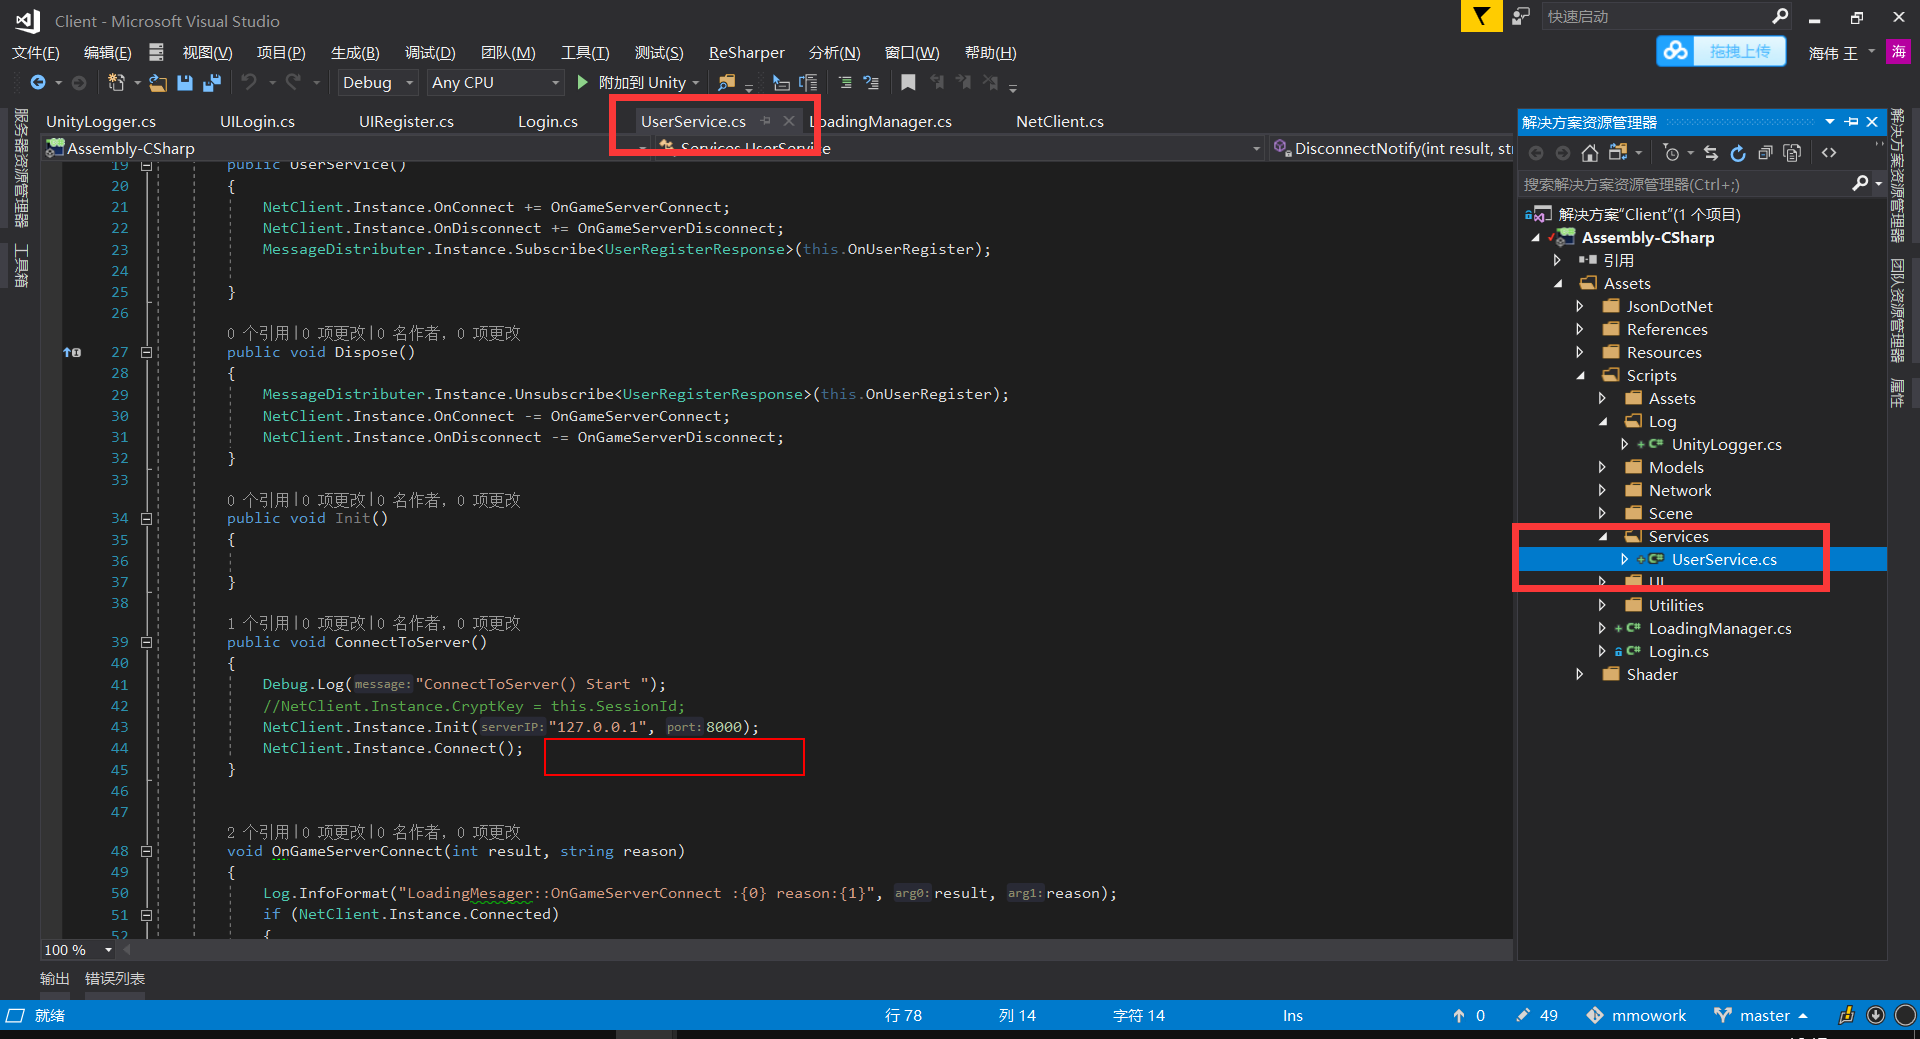 Client - Microsoft Visual Studio
快速启动
文件(F) 编辑(E) 视图(V) 项目(P) 生成(B) 调试(D) 团队(M) 工具(T) 测试(S) ReSharper 分析(N) 窗口(W) 帮助(H)
拖拽上传
海伟 王
海
Debug Any CPU 附加到 Unity
服务器资源管理器
工具箱
UnityLogger.cs UILogin.cs UIRegister.cs Login.cs UserService.cs LoadingManager.cs NetClient.cs
Assembly-CSharp Services.UserService DisconnectNotify(int result, str
19 public UserService()
20 {
21 NetClient.Instance.OnConnect += OnGameServerConnect;
22 NetClient.Instance.OnDisconnect += OnGameServerDisconnect;
23 MessageDistributer.Instance.Subscribe<UserRegisterResponse>(this.OnUserRegister);
24
25 }
26
0 个引用|0 项更改|0 名作者, 0 项更改
27 public void Dispose()
28 {
29 MessageDistributer.Instance.Unsubscribe<UserRegisterResponse>(this.OnUserRegister);
30 NetClient.Instance.OnConnect -= OnGameServerConnect;
31 NetClient.Instance.OnDisconnect -= OnGameServerDisconnect;
32 }
33
0 个引用|0 项更改|0 名作者, 0 项更改
34 public void Init()
35 {
36
37 }
38
1 个引用|0 项更改|0 名作者, 0 项更改
39 public void ConnectToServer()
40 {
41 Debug.Log(message:"ConnectToServer() Start ");
42 //NetClient.Instance.CryptKey = this.SessionId;
43 NetClient.Instance.Init(serverIP:"127.0.0.1", port:8000);
44 NetClient.Instance.Connect();
45 }
46
47
2 个引用|0 项更改|0 名作者, 0 项更改
48 void OnGameServerConnect(int result, string reason)
49 {
50 Log.InfoFormat("LoadingMesager::OnGameServerConnect :{0} reason:{1}", arg0:result, arg1:reason);
51 if (NetClient.Instance.Connected)
52 {
100 %
解决方案资源管理器
搜索解决方案资源管理器(Ctrl+;)
解决方案"Client"(1 个项目)
Assembly-CSharp
引用
Assets
JsonDotNet
References
Resources
Scripts
Assets
Log
UnityLogger.cs
Models
Network
Scene
Services
UserService.cs
UI
Utilities
LoadingManager.cs
Login.cs
Shader
解决方案资源管理器
团队资源管理器
属性
输出 错误列表
就绪 行 78 列 14 字符 14 Ins 0 49 mmowork master